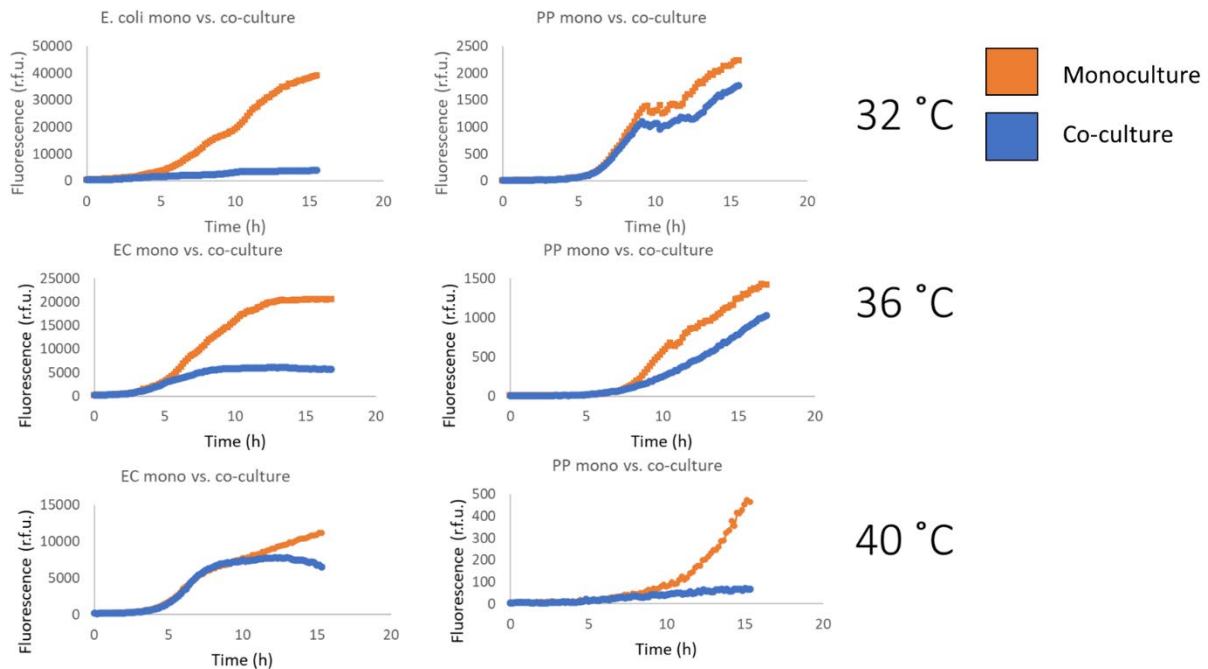 E. coli mono vs. co-culture
Fluorescence (r.f.u.)
50000
40000
30000
20000
10000
0
0 5 10 15 20
Time (h)
PP mono vs. co-culture
Fluorescence (r.f.u.)
2500
2000
1500
1000
500
0
0 5 10 15 20
Time (h)
32 ˚C
Monoculture
Co-culture
EC mono vs. co-culture
Fluorescence (r.f.u.)
25000
20000
15000
10000
5000
0
0 5 10 15 20
Time (h)
PP mono vs. co-culture
Fluorescence (r.f.u.)
1500
1000
500
0
0 5 10 15 20
Time (h)
36 ˚C
EC mono vs. co-culture
Fluorescence (r.f.u.)
15000
10000
5000
0
0 5 10 15 20
Time (h)
PP mono vs. co-culture
Fluorescence (r.f.u.)
500
400
300
200
100
0
0 5 10 15 20
Time (h)
40 ˚C